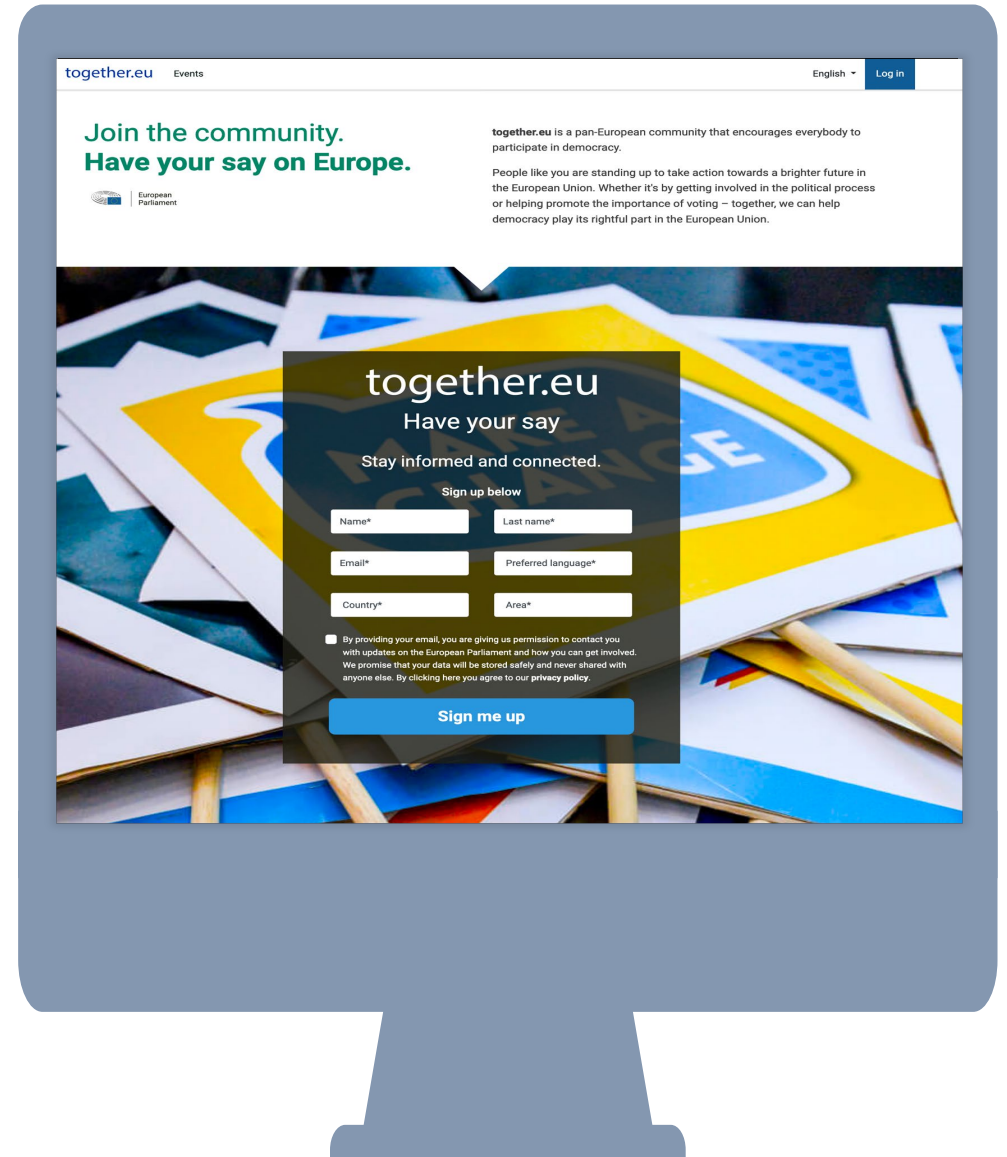 together.eu Events English Log in
Join the community.
Have your say on Europe.
European
Parliament
together.eu is a pan-European community that encourages everybody to
participate in democracy.
People like you are standing up to take action towards a brighter future in
the European Union. Whether it's by getting involved in the political process
or helping promote the importance of voting – together, we can help
democracy play its rightful part in the European Union.
MAKE A
CHANGE
together.eu
Have your say
Stay informed and connected.
Sign up below
Name* Last name*
Email* Preferred language*
Country* Area*
By providing your email, you are giving us permission to contact you
with updates on the European Parliament and how you can get involved.
We promise that your data will be stored safely and never shared with
anyone else. By clicking here you agree to our privacy policy.
Sign me up